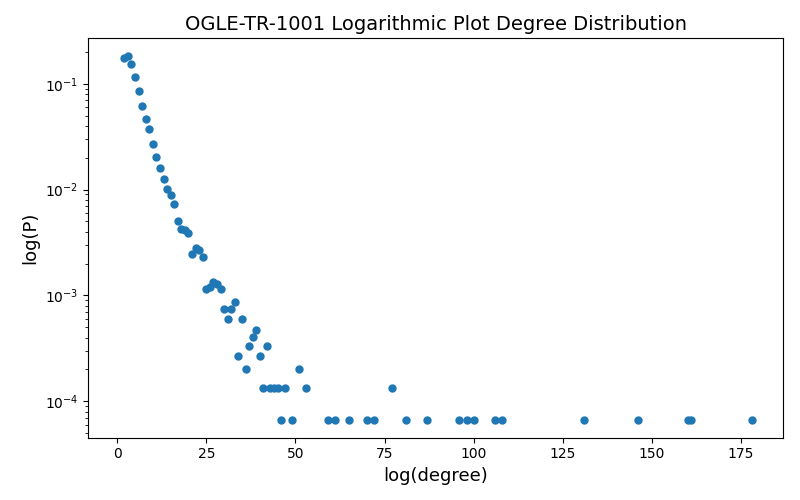 OGLE-TR-1001 Logarithmic Plot Degree Distribution
log(P)
10⁻¹
10⁻²
10⁻³
10⁻⁴
0 25 50 75 100 125 150 175
log(degree)